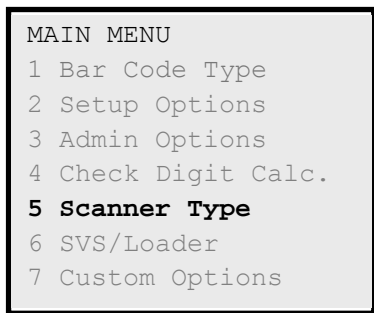 MAIN MENU
1 Bar Code Type
2 Setup Options
3 Admin Options
4 Check Digit Calc.
5 Scanner Type
6 SVS/Loader
7 Custom Options